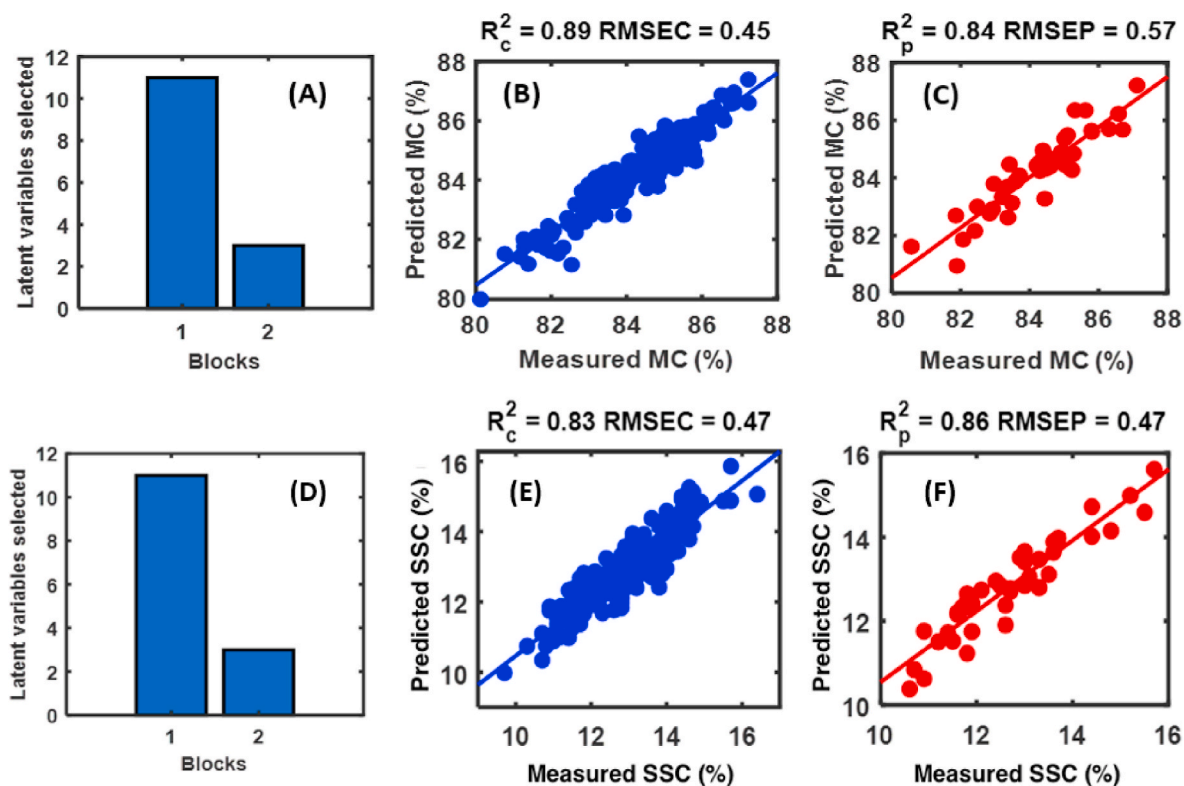 Latent variables selected
12
10
8
6
4
2
0
(A)
1 2
Blocks
R²c = 0.89 RMSEC = 0.45
Predicted MC (%)
88
86
84
82
80
(B)
80 82 84 86 88
Measured MC (%)
R²p = 0.84 RMSEP = 0.57
Predicted MC (%)
88
86
84
82
80
(C)
80 82 84 86 88
Measured MC (%)
Latent variables selected
12
10
8
6
4
2
0
(D)
1 2
Blocks
R²c = 0.83 RMSEC = 0.47
Predicted SSC (%)
16
14
12
10
(E)
10 12 14 16
Measured SSC (%)
R²p = 0.86 RMSEP = 0.47
Predicted SSC (%)
16
14
12
10
(F)
10 12 14 16
Measured SSC (%)